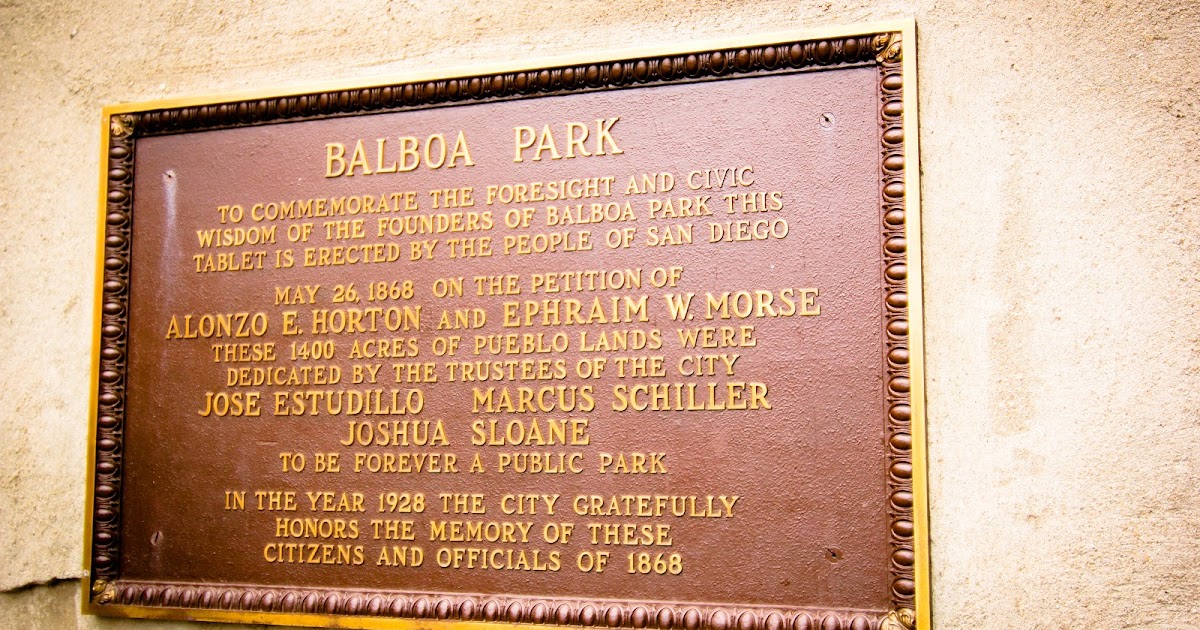 BALBOA PARK
TO COMMEMORATE THE FORESIGHT AND CIVIC
WISDOM OF THE FOUNDERS OF BALBOA PARK THIS
TABLET IS ERECTED BY THE PEOPLE OF SAN DIEGO
MAY 26, 1868 ON THE PETITION OF
ALONZO E. HORTON AND EPHRAIM W. MORSE
THESE 1400 ACRES OF PUEBLO LANDS WERE
DEDICATED BY THE TRUSTEES OF THE CITY
JOSE ESTUDILLO MARCUS SCHILLER
JOSHUA SLOANE
TO BE FOREVER A PUBLIC PARK
IN THE YEAR 1928 THE CITY GRATEFULLY
HONORS THE MEMORY OF THESE
CITIZENS AND OFFICIALS OF 1868